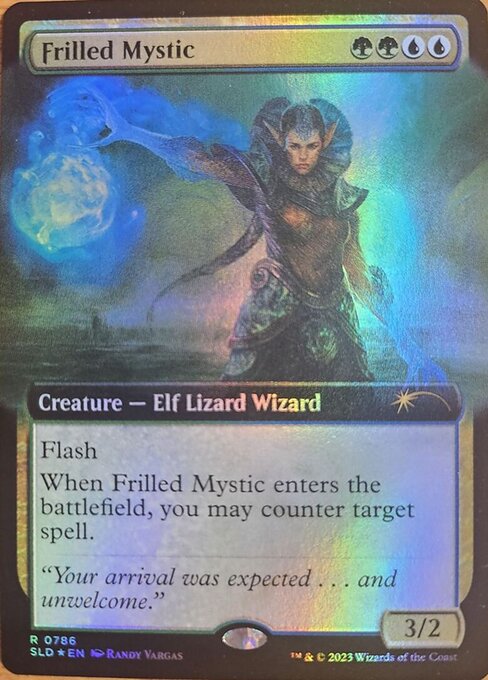 Frilled Mystic
Creature — Elf Lizard Wizard
Flash
When Frilled Mystic enters the
battlefield, you may counter target
spell.
“Your arrival was expected . . . and
unwelcome.”
3/2
R 0786
SLD ★ EN Randy Vargas
™ & © 2023 Wizards of the Coast